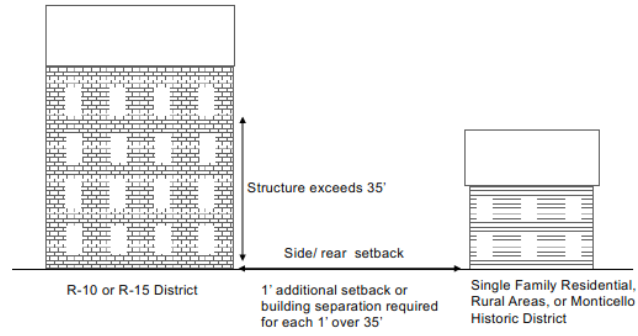 Structure exceeds 35'
Side/ rear setback
R-10 or R-15 District
1' additional setback or
building separation required
for each 1' over 35'
Single Family Residential,
Rural Areas, or Monticello
Historic District